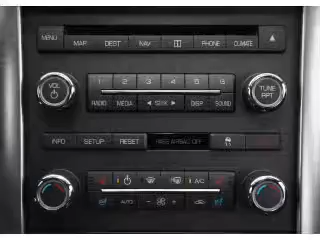 MENU MAP DEST NAV PHONE CLIMATE
1 2 3 4 5 6
VOL
TUNE
RPT
RADIO MEDIA SEEK DISP SOUND
INFO SETUP RESET PASS AIRBAG OFF
A/C
AUTO - +